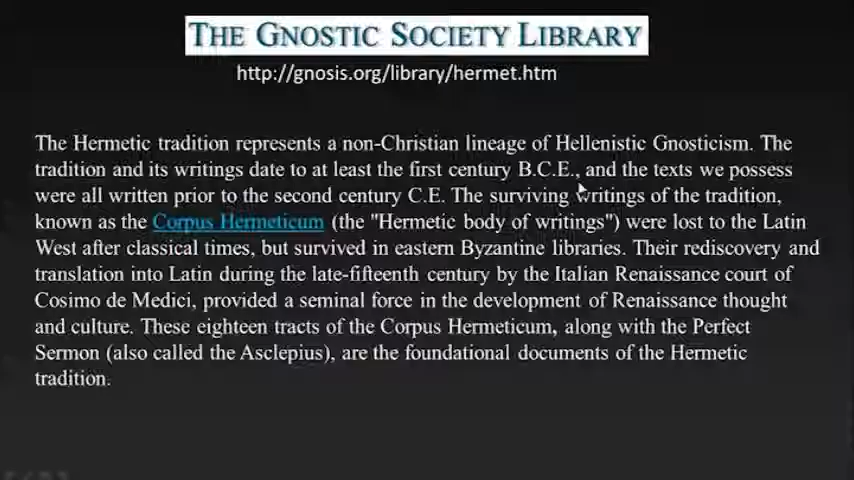 THE GNOSTIC SOCIETY LIBRARY
http://gnosis.org/library/hermet.htm
The Hermetic tradition represents a non-Christian lineage of Hellenistic Gnosticism. The
tradition and its writings date to at least the first century B.C.E., and the texts we possess
were all written prior to the second century C.E. The surviving writings of the tradition,
known as the Corpus Hermeticum (the "Hermetic body of writings") were lost to the Latin
West after classical times, but survived in eastern Byzantine libraries. Their rediscovery and
translation into Latin during the late-fifteenth century by the Italian Renaissance court of
Cosimo de Medici, provided a seminal force in the development of Renaissance thought
and culture. These eighteen tracts of the Corpus Hermeticum, along with the Perfect
Sermon (also called the Asclepius), are the foundational documents of the Hermetic
tradition.